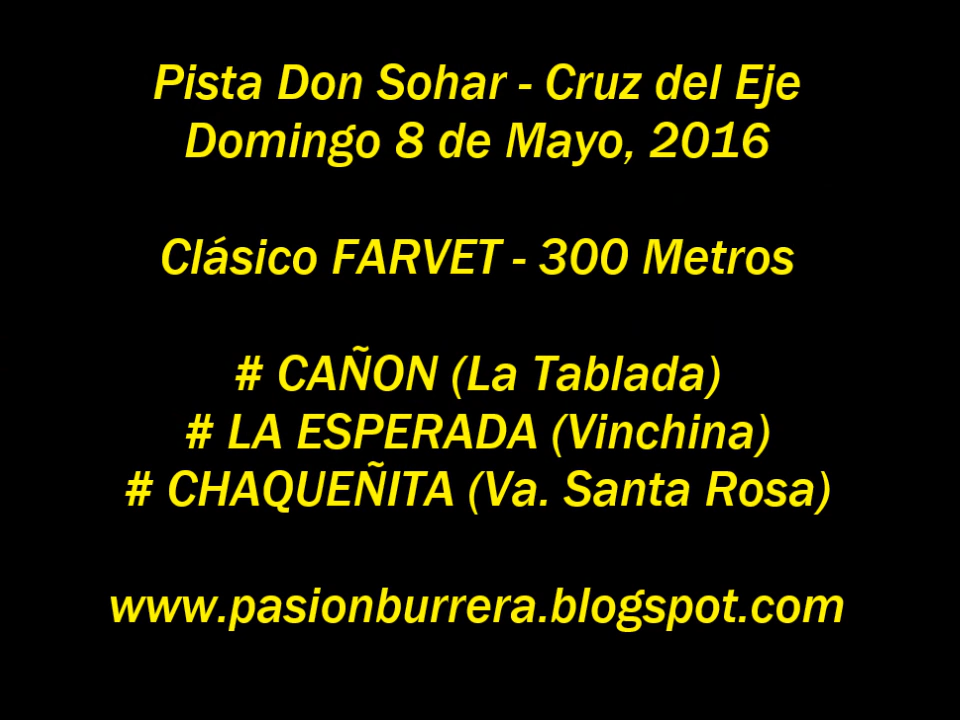 Pista Don Sohar - Cruz del Eje
Domingo 8 de Mayo, 2016
Clásico FARVET - 300 Metros
# CAÑON (La Tablada)
# LA ESPERADA (Vinchina)
# CHAQUEÑITA (Va. Santa Rosa)
www.pasionburrera.blogspot.com